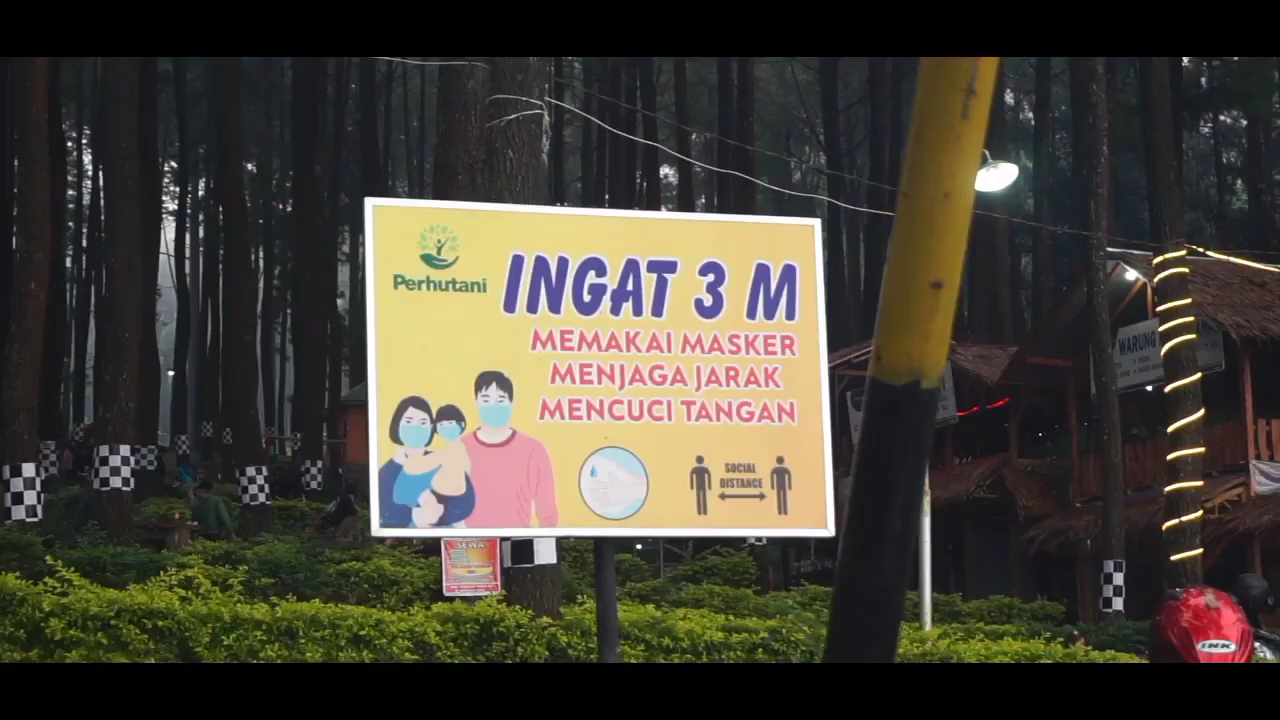 Perhutani
INGAT 3 M
MEMAKAI MASKER
MENJAGA JARAK
MENCUCI TANGAN
SOCIAL
DISTANCE
SEWA
WARUNG
INK